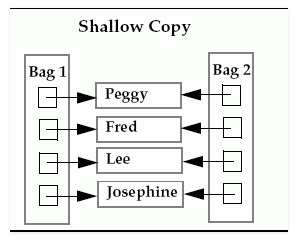 Shallow Copy
Bag 1
Bag 2
Peggy
Fred
Lee
Josephine